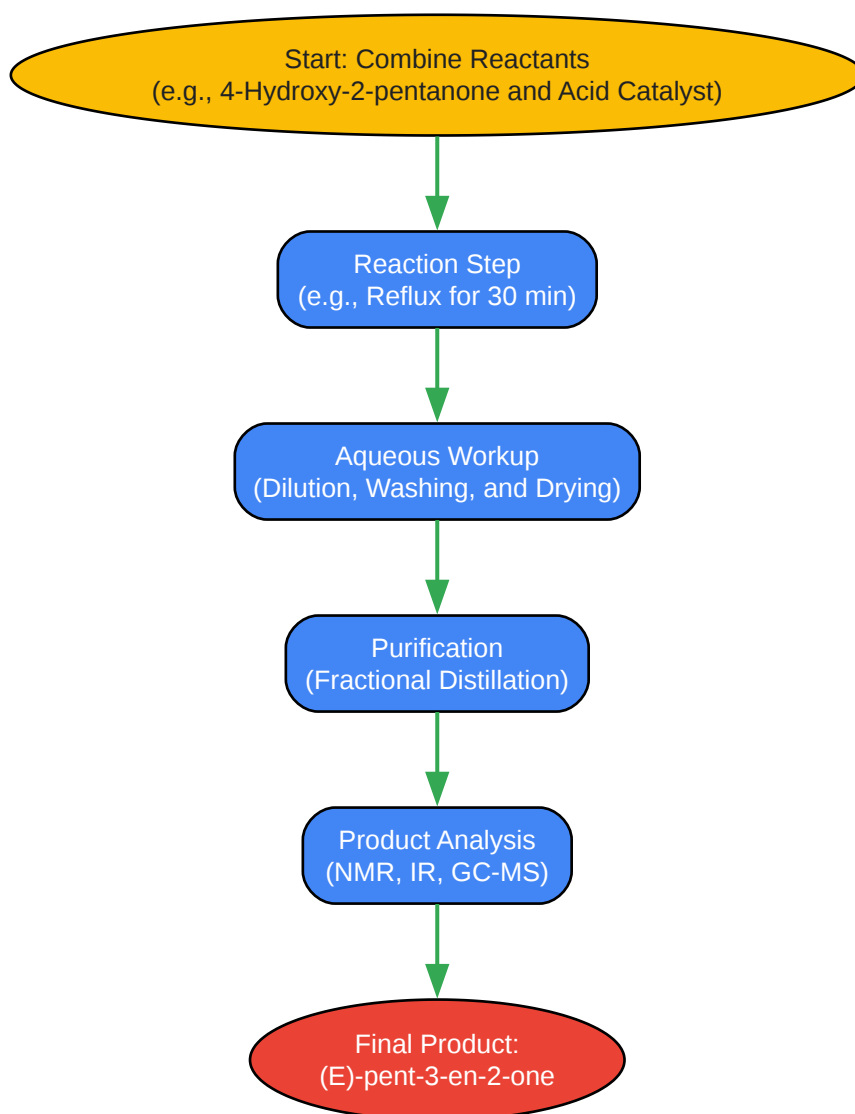 Start: Combine Reactants
(e.g., 4-Hydroxy-2-pentanone and Acid Catalyst)
Reaction Step
(e.g., Reflux for 30 min)
Aqueous Workup
(Dilution, Washing, and Drying)
Purification
(Fractional Distillation)
Product Analysis
(NMR, IR, GC-MS)
Final Product:
(E)-pent-3-en-2-one